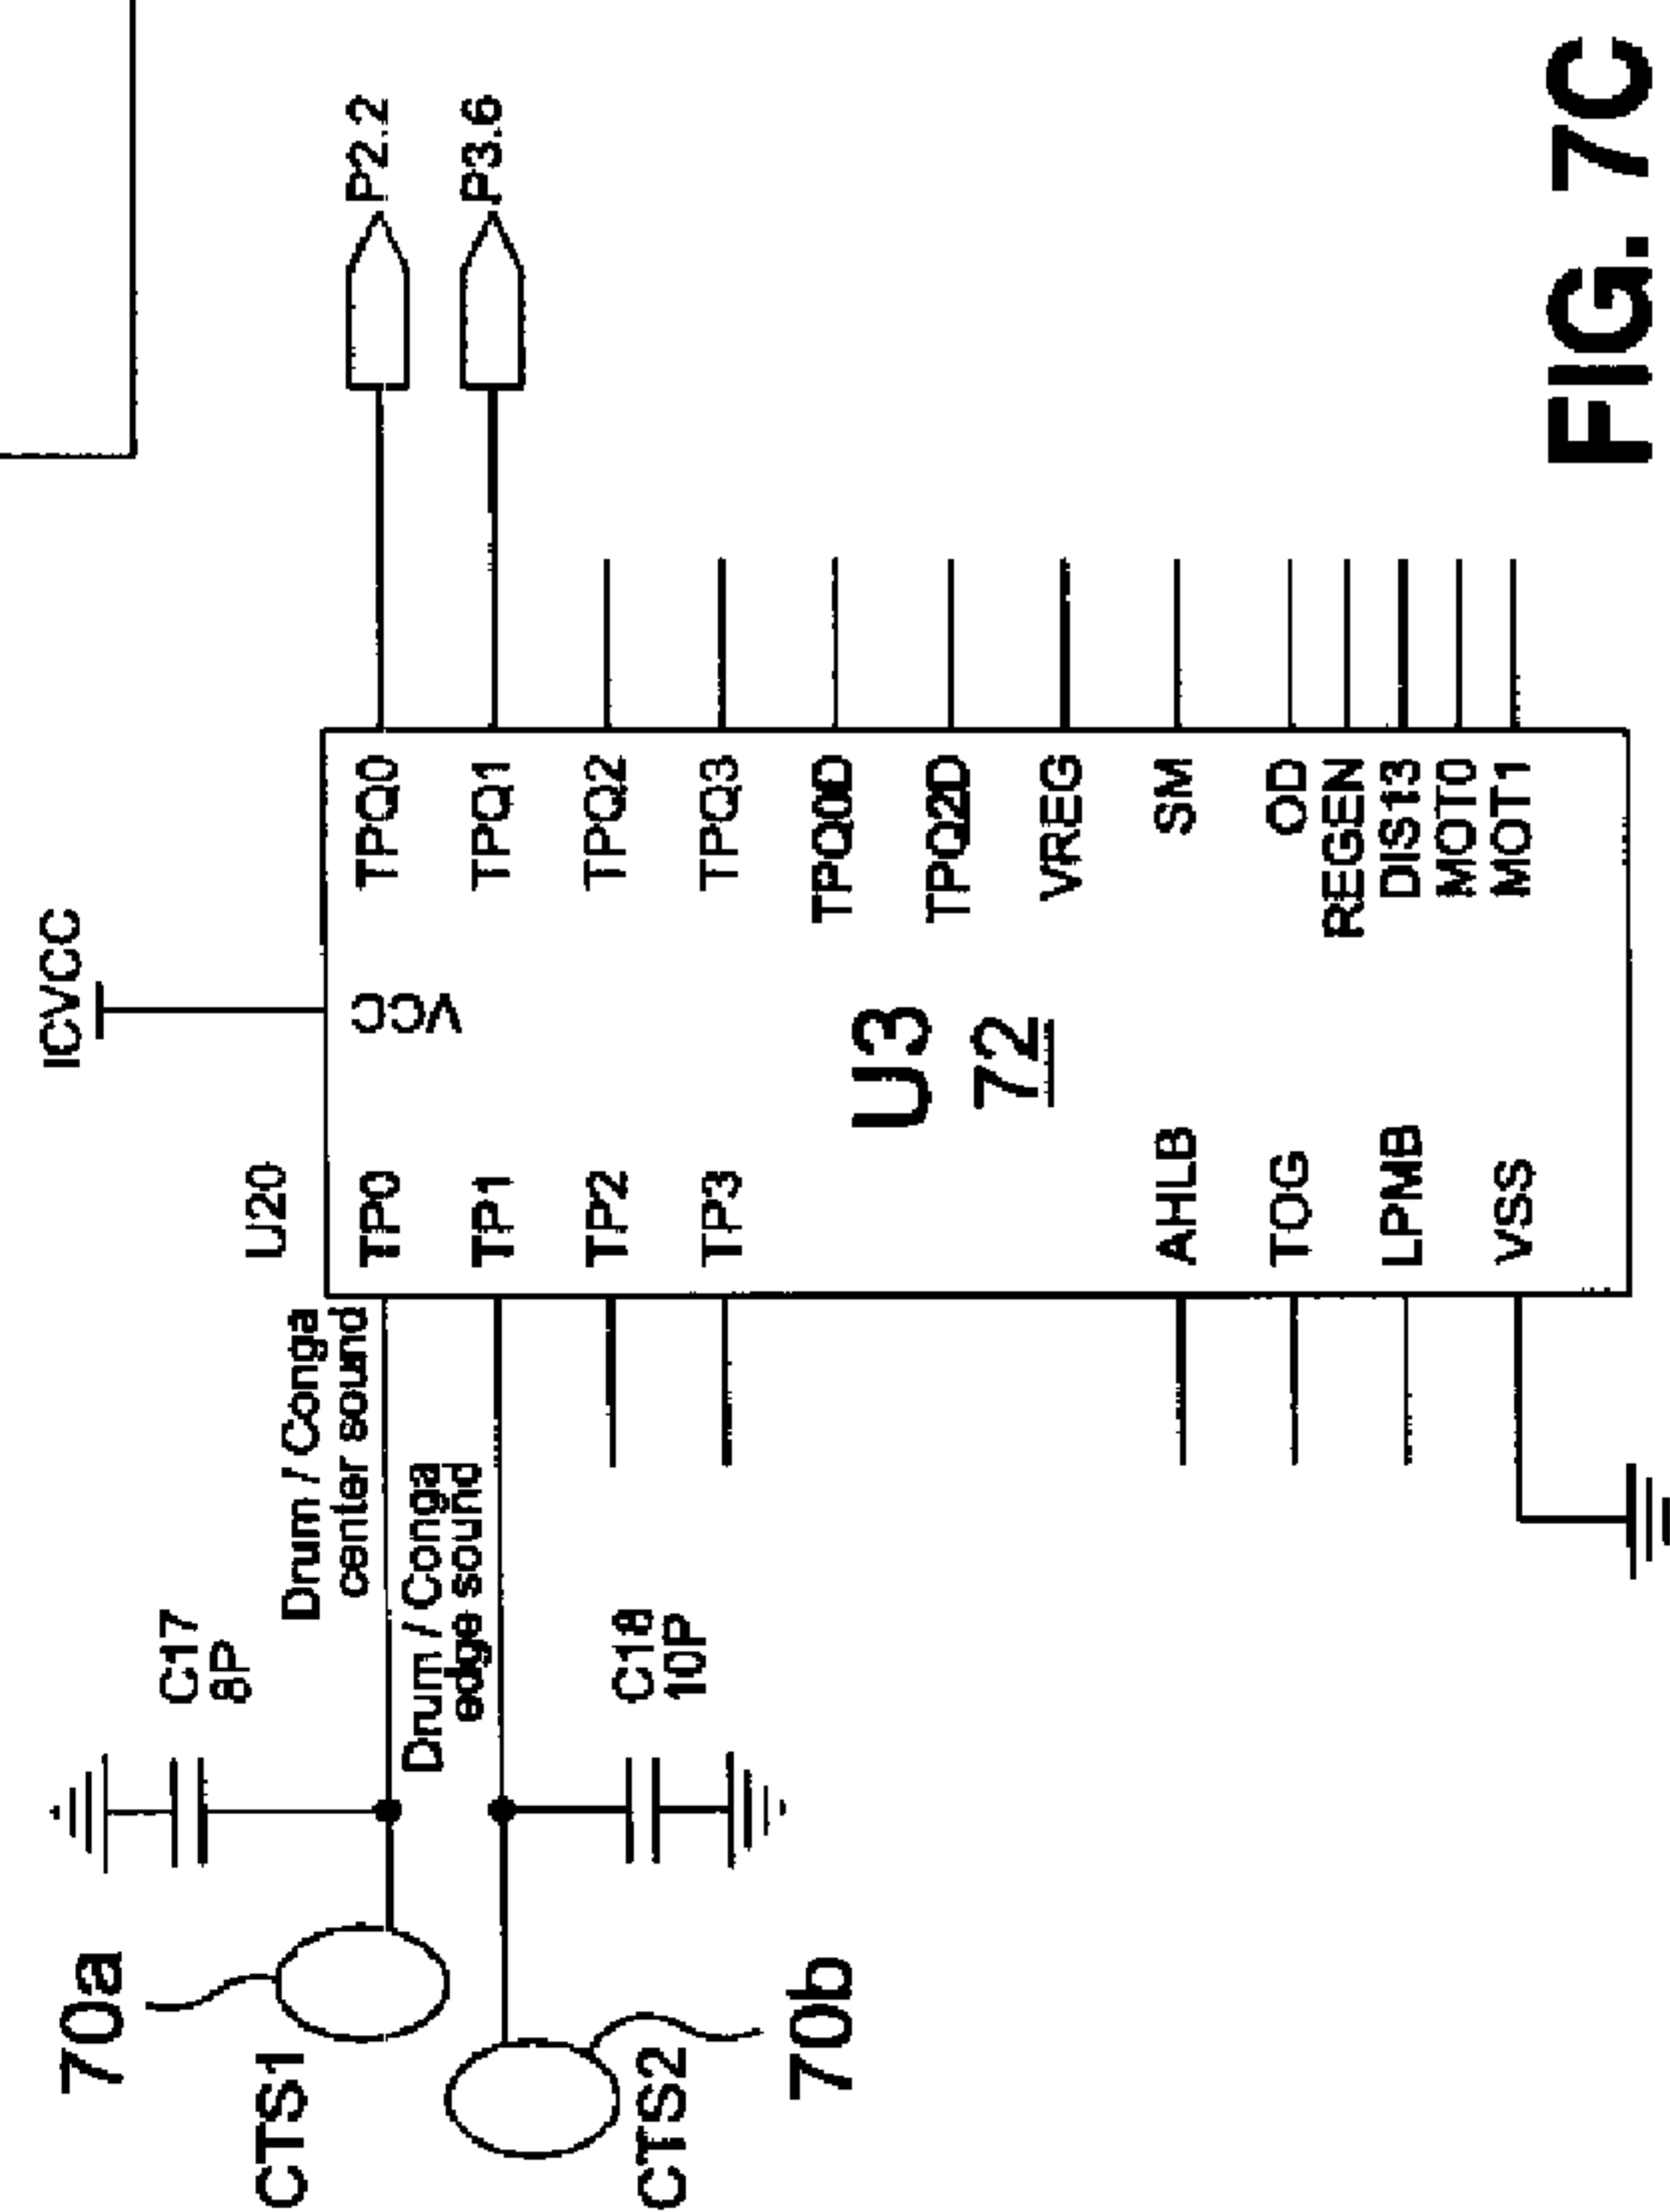 ICVCC
U20
VCC
TP0
TP1
TP2
TP3
AHLB
TOG
LPMB
VSS
TPQ0
TPQ1
TPQ2
TPQ3
TPQ0D
TPQ2D
VREG
SM
OD
REGEN
DIS13
MOT0
MOT1
U3
72
P2.2
P3.6
70a
CTS1
C17
8P
Drum / Conga
center sound
Drum / Conga
edge sound
C18
10P
CTS2
70b
FIG. 7C